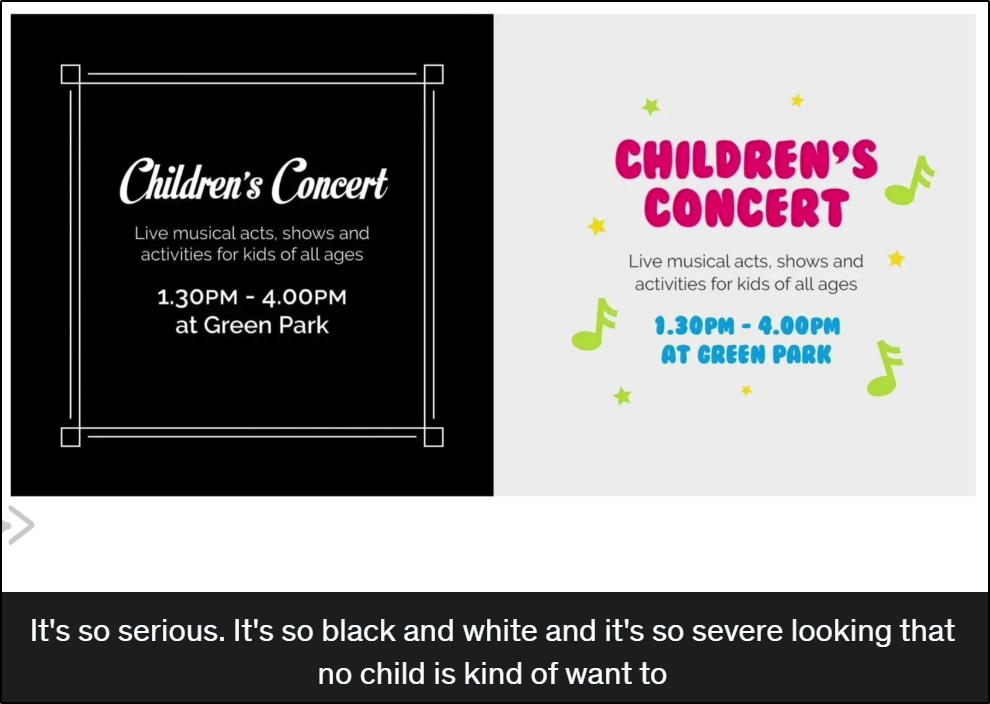 Children's Concert
Live musical acts, shows and
activities for kids of all ages
1.30PM - 4.00PM
at Green Park
CHILDREN'S
CONCERT
Live musical acts, shows and
activities for kids of all ages
1.30PM - 4.00PM
AT GREEN PARK
It's so serious. It's so black and white and it's so severe looking that
no child is kind of want to